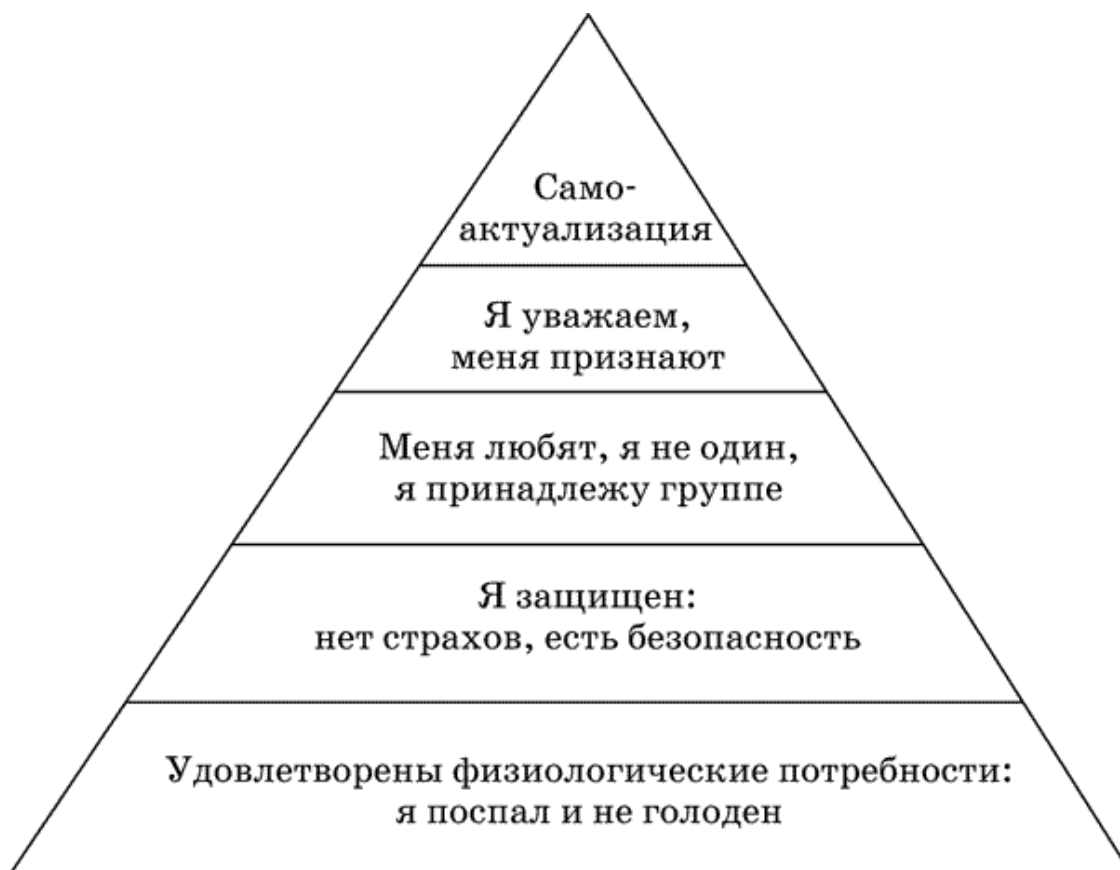 Само-
актуализация
Я уважаем,
меня признают
Меня любят, я не один,
я принадлежу группе
Я защищен:
нет страхов, есть безопасность
Удовлетворены физиологические потребности:
я поспал и не голоден